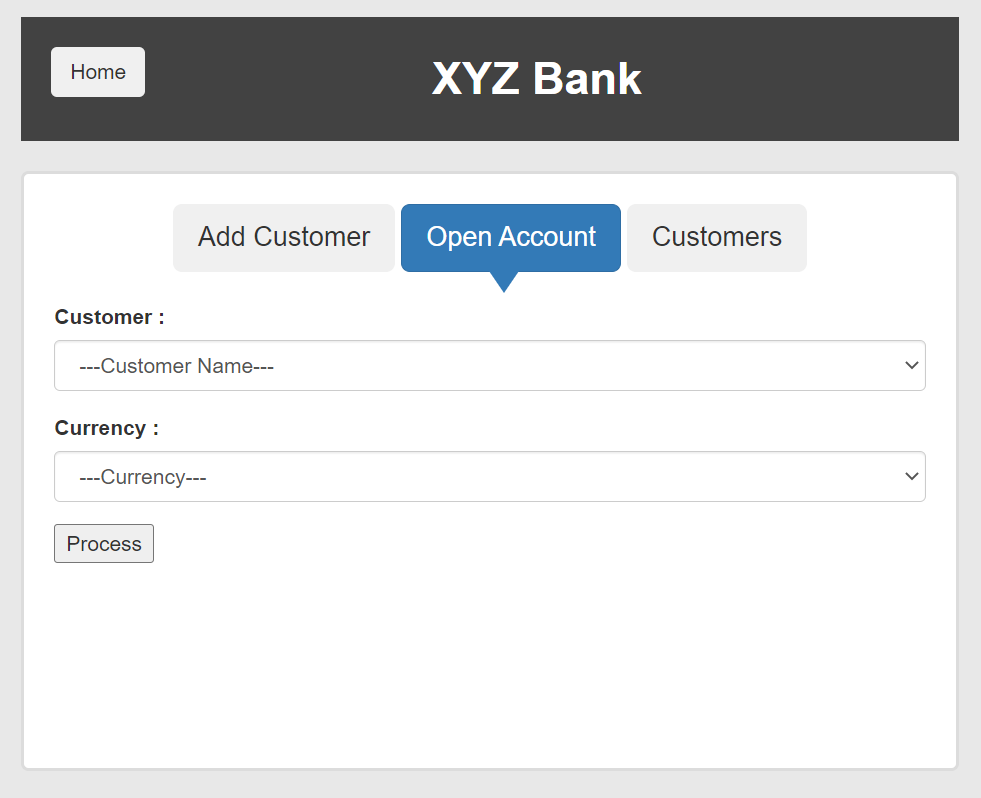 Home
XYZ Bank
Add Customer
Open Account
Customers
Customer :
---Customer Name---
Currency :
---Currency---
Process